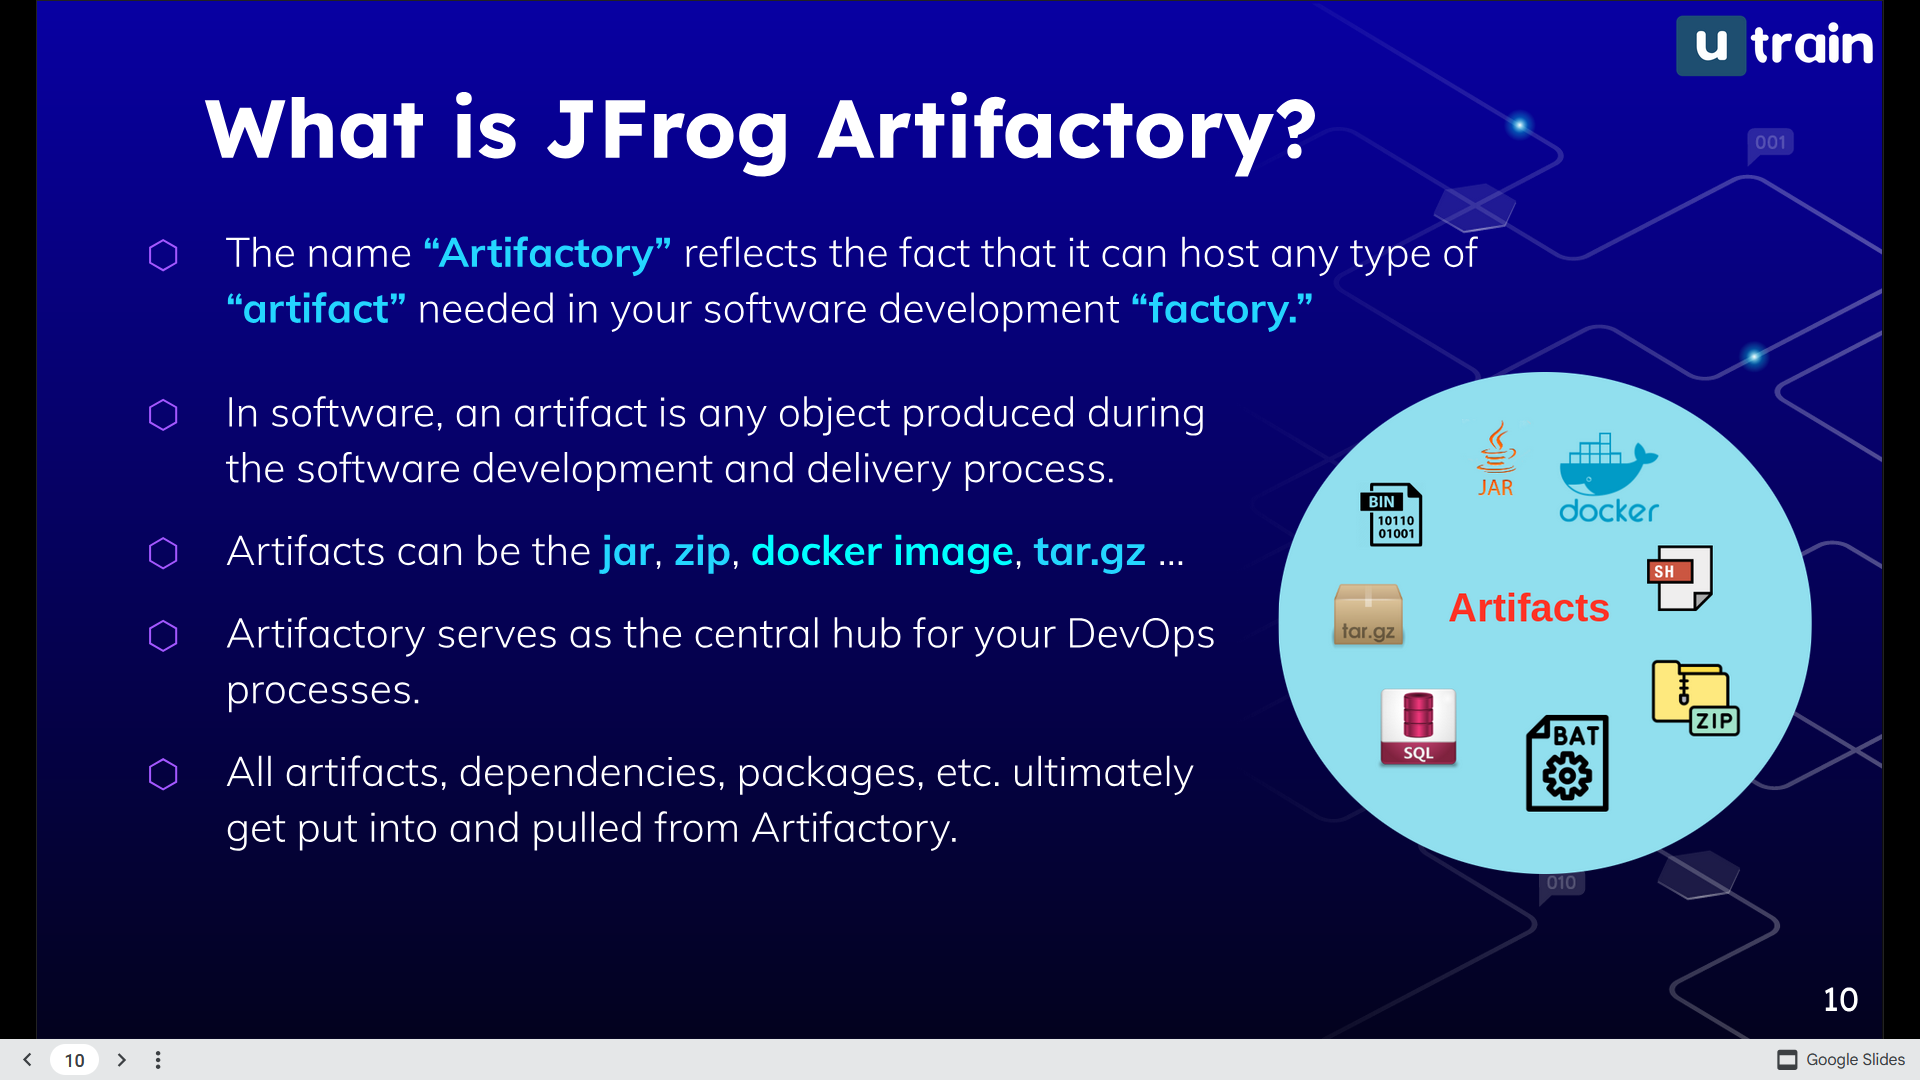 u train
What is JFrog Artifactory?
001
The name “Artifactory” reflects the fact that it can host any type of
“artifact” needed in your software development “factory.”
In software, an artifact is any object produced during
the software development and delivery process.
Artifacts can be the jar, zip, docker image, tar.gz ...
Artifactory serves as the central hub for your DevOps
processes.
All artifacts, dependencies, packages, etc. ultimately
get put into and pulled from Artifactory.
JAR
docker
BIN
10110
01001
SH
Artifacts
tar.gz
ZIP
SQL
BAT
010
10
10
Google Slides